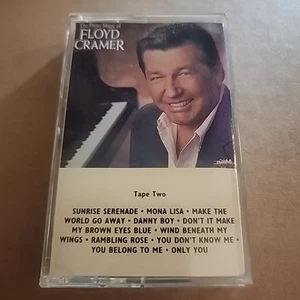 The Piano Magic of
FLOYD
CRAMER
Tape Two
SUNRISE SERENADE • MONA LISA • MAKE THE
WORLD GO AWAY • DANNY BOY • DON'T IT MAKE
MY BROWN EYES BLUE • WIND BENEATH MY
WINGS • RAMBLING ROSE • YOU DON'T KNOW ME •
YOU BELONG TO ME • ONLY YOU